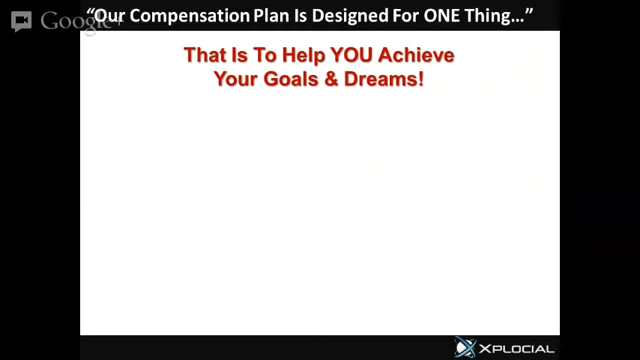 Google+
“Our Compensation Plan Is Designed For ONE Thing…”
That Is To Help YOU Achieve
Your Goals & Dreams!
XPLOCIAL